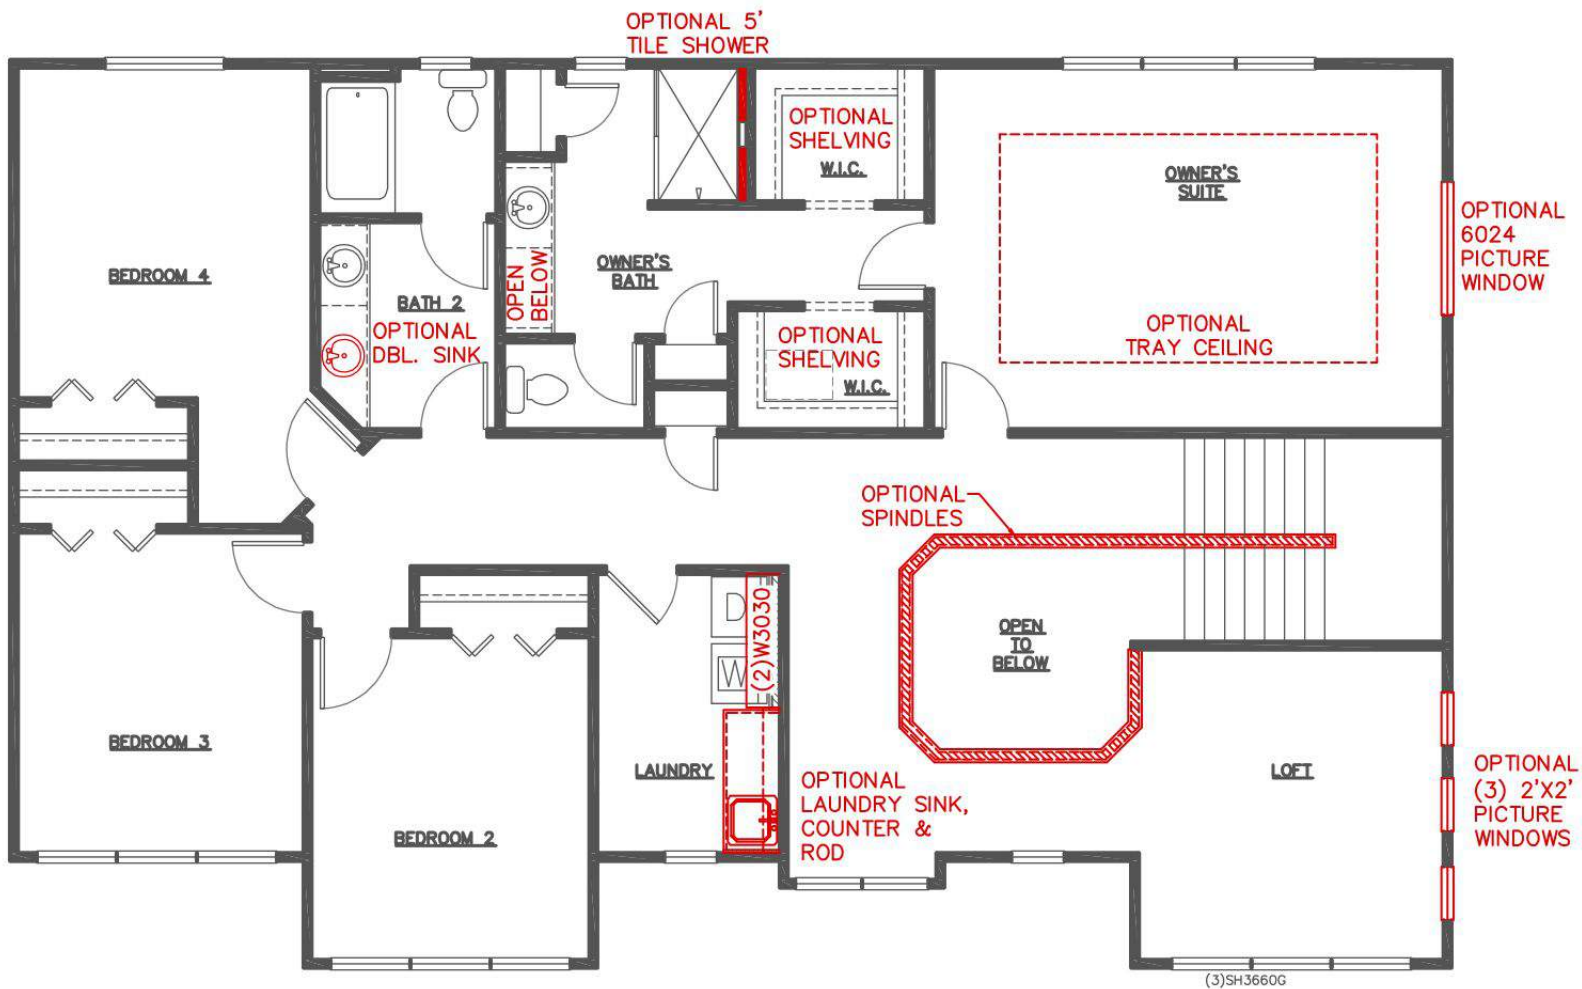 OPTIONAL 5'
TILE SHOWER
OPTIONAL
SHELVING
W.I.C.
OWNER'S
SUITE
OPTIONAL
6024
PICTURE
WINDOW
BEDROOM 4
BATH 2
OPTIONAL
DBL. SINK
OPEN
BELOW
OWNER'S
BATH
OPTIONAL
SHELVING
W.I.C.
OPTIONAL
TRAY CEILING
OPTIONAL
SPINDLES
D
W
(2)W3030
OPEN
TO
BELOW
BEDROOM 3
BEDROOM 2
LAUNDRY
OPTIONAL
LAUNDRY SINK,
COUNTER &
ROD
LOFT
OPTIONAL
(3) 2'X2'
PICTURE
WINDOWS
(3)SH3660G